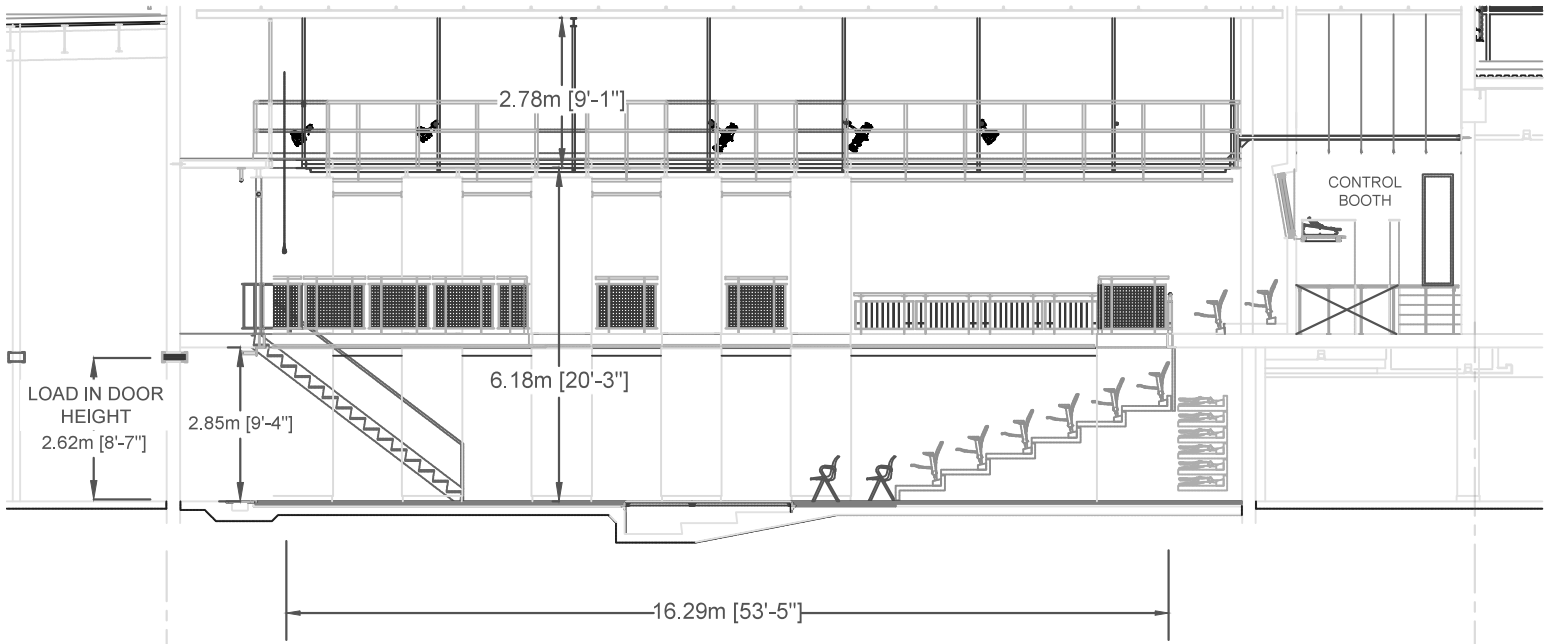 2.78m [9'-1"]
CONTROL
BOOTH
6.18m [20'-3"]
LOAD IN DOOR
HEIGHT
2.62m [8'-7"]
2.85m [9'-4"]
16.29m [53'-5"]